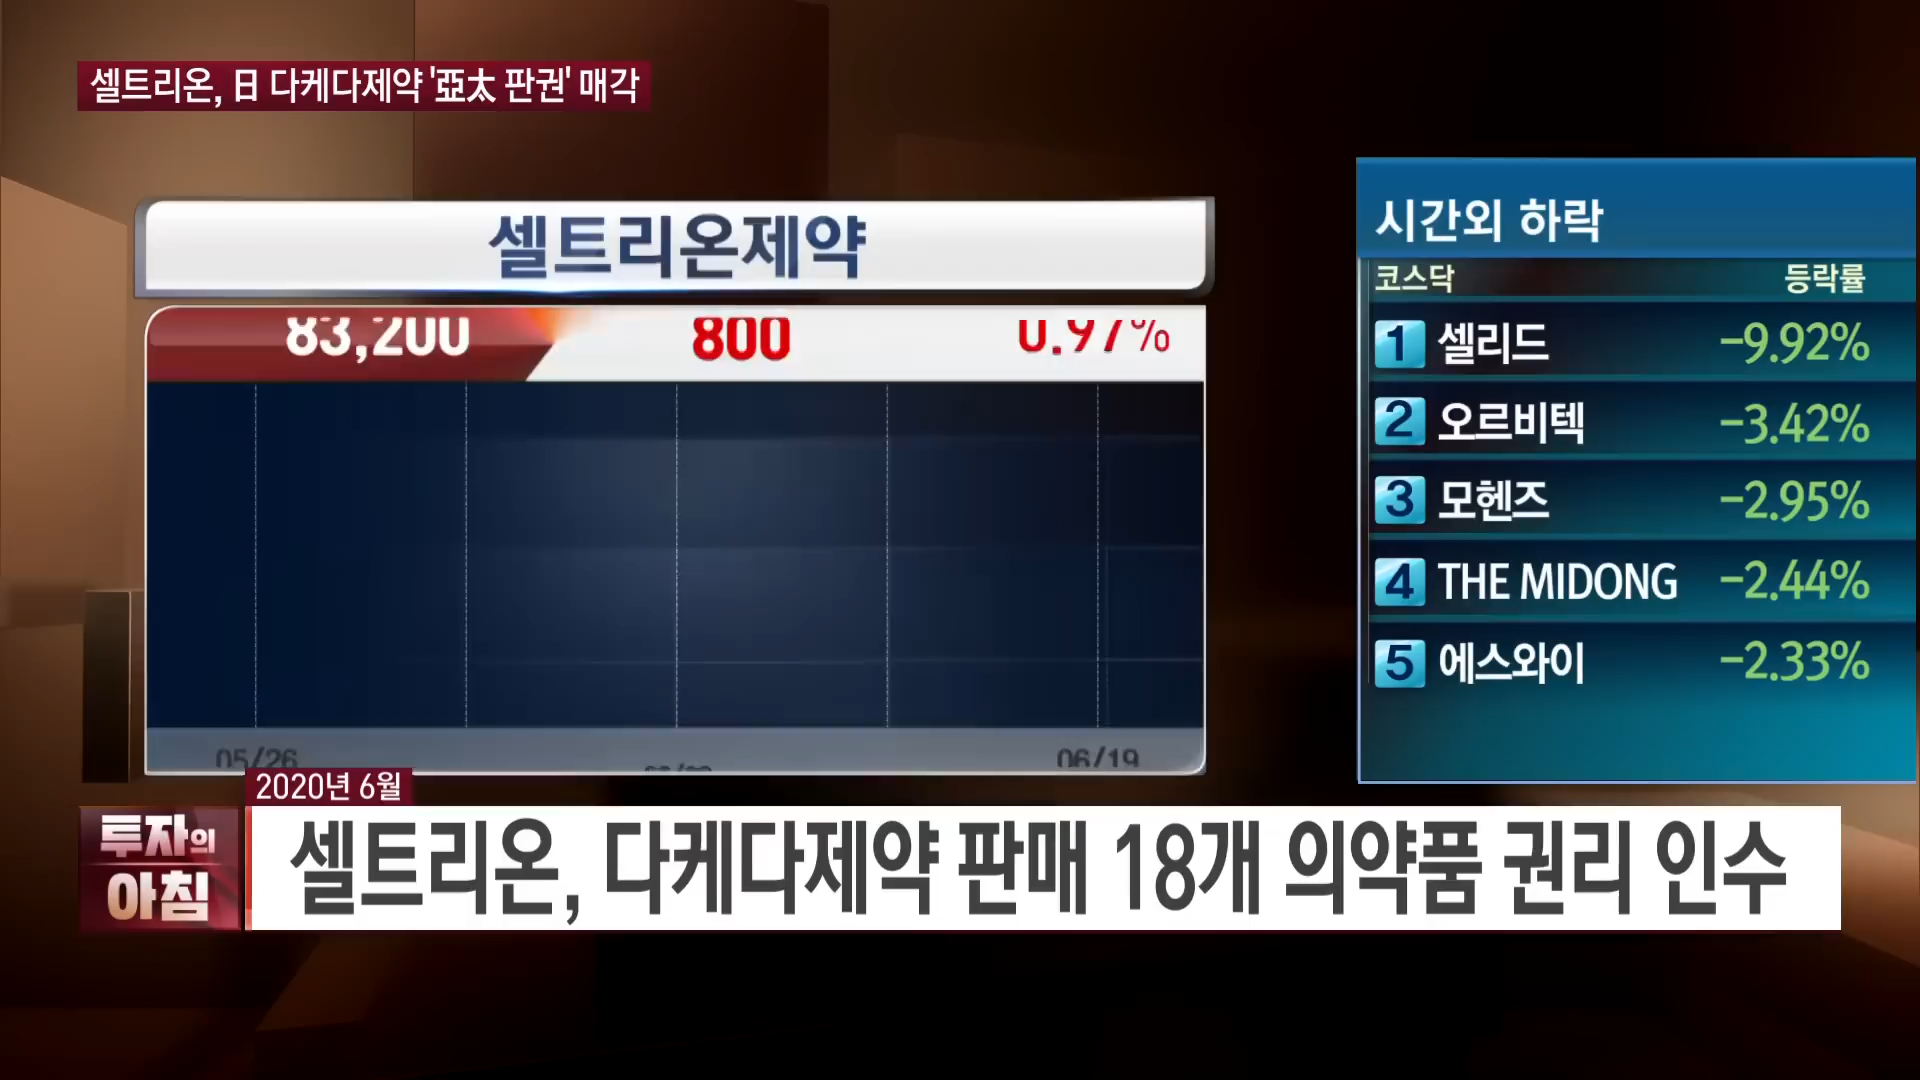 셀트리온, 日 다케다제약 '亞太 판권' 매각
셀트리온제약
83,200 800 0.97%
05/26 06/19
시간외 하락
코스닥 등락률
1 셀리드 -9.92%
2 오르비텍 -3.42%
3 모헨즈 -2.95%
4 THE MIDONG -2.44%
5 에스와이 -2.33%
2020년 6월
투자의 아침
셀트리온, 다케다제약 판매 18개 의약품 권리 인수